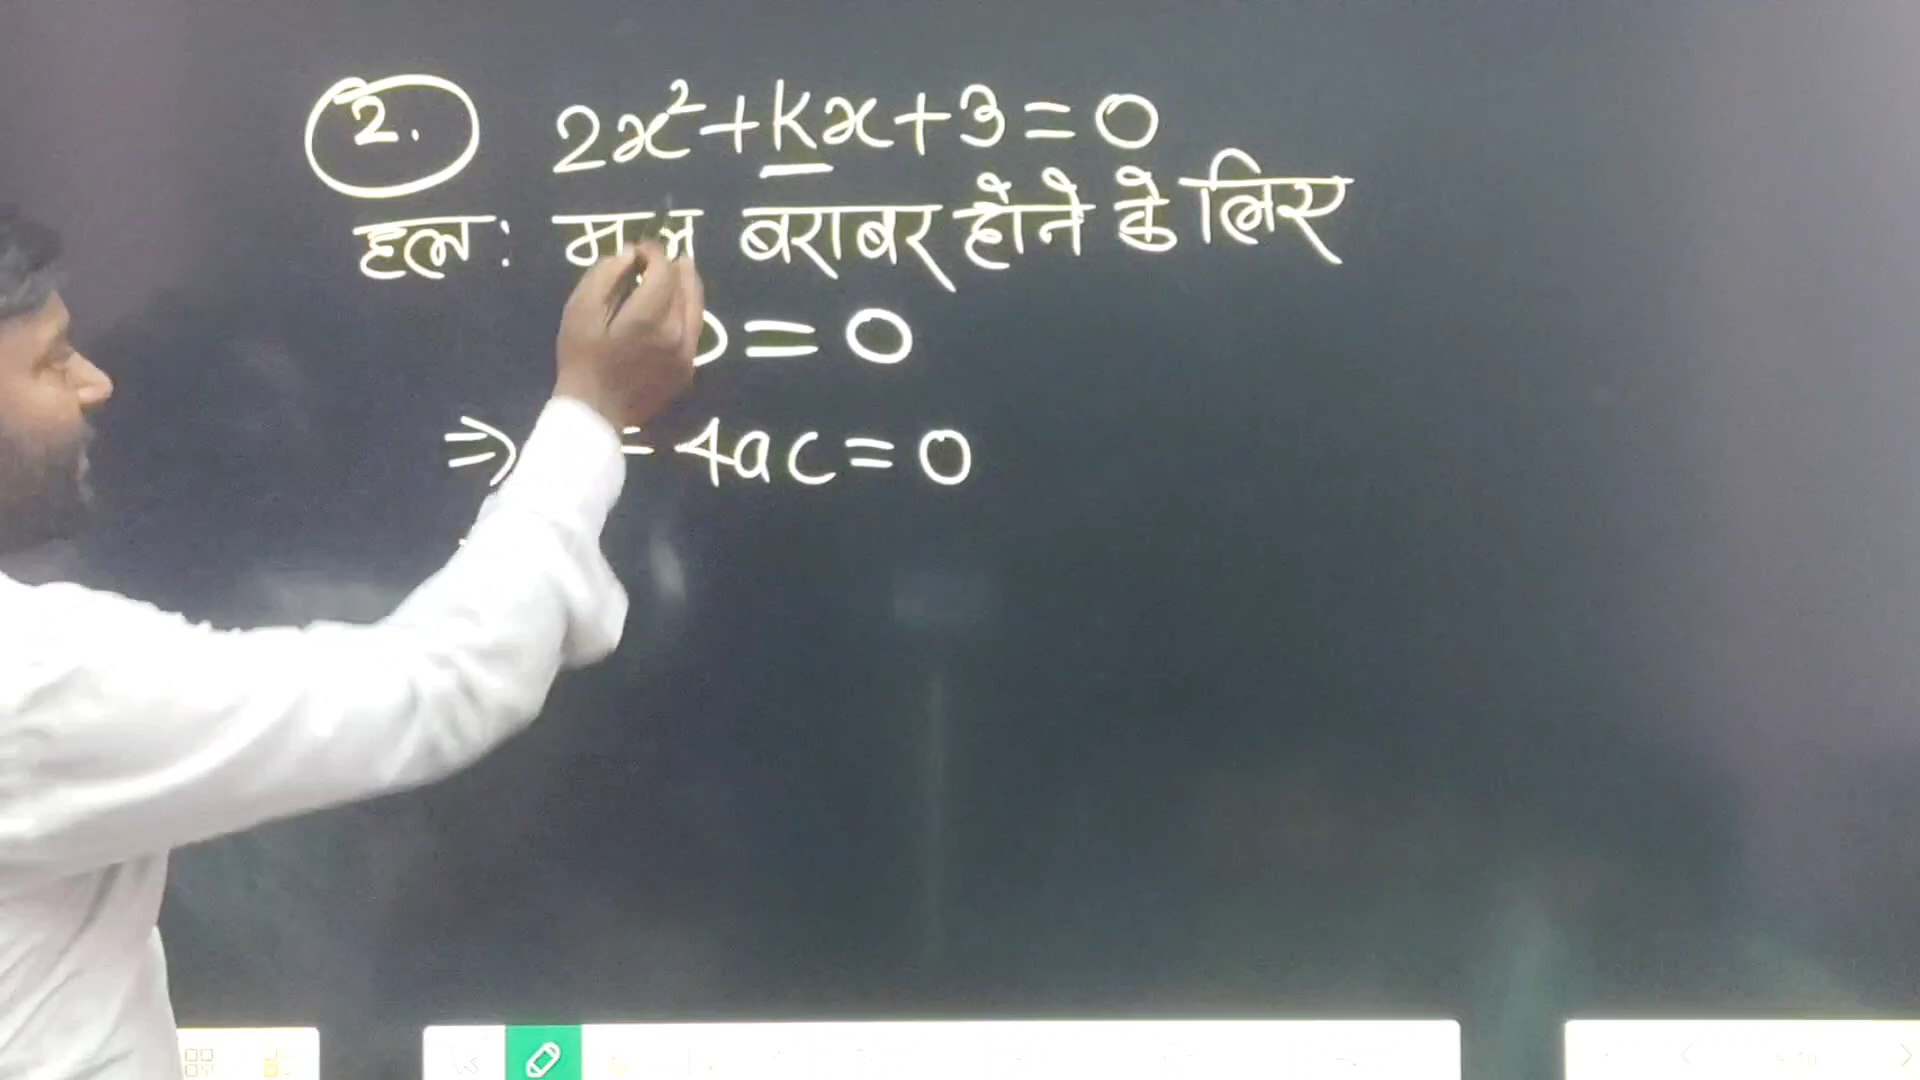 2. 2x²+kx+3=0
हल: मूल बराबर होने के लिए
D=0
⇒ - 4ac=0